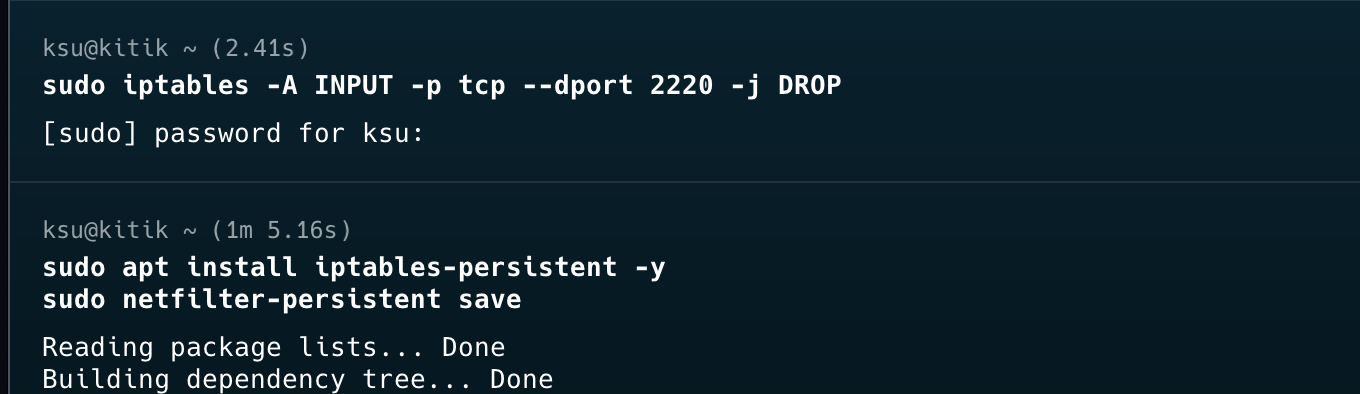 ksu@kitik ~ (2.41s)
sudo iptables -A INPUT -p tcp --dport 2220 -j DROP
[sudo] password for ksu:
ksu@kitik ~ (1m 5.16s)
sudo apt install iptables-persistent -y
sudo netfilter-persistent save
Reading package lists... Done
Building dependency tree... Done